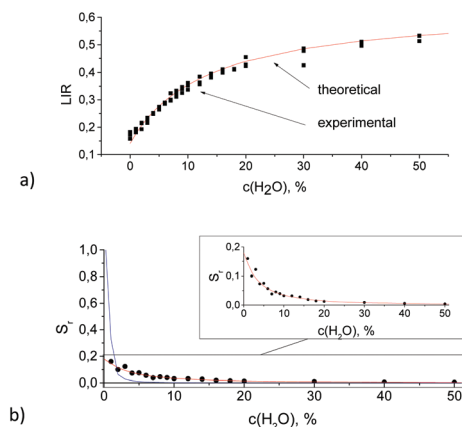 0,6
0,5
0,4
LIR
0,3
theoretical
0,2
experimental
0,1
0 10 20 30 40 50
c(H2O), %
a)
1,0
0,8
0,6
Sr
0,4
0,2
0,0
0 10 20 30 40 50
c(H2O), %
b)
0,2
Sr
0,1
0,0
0 10 20 30 40 50
c(H2O), %